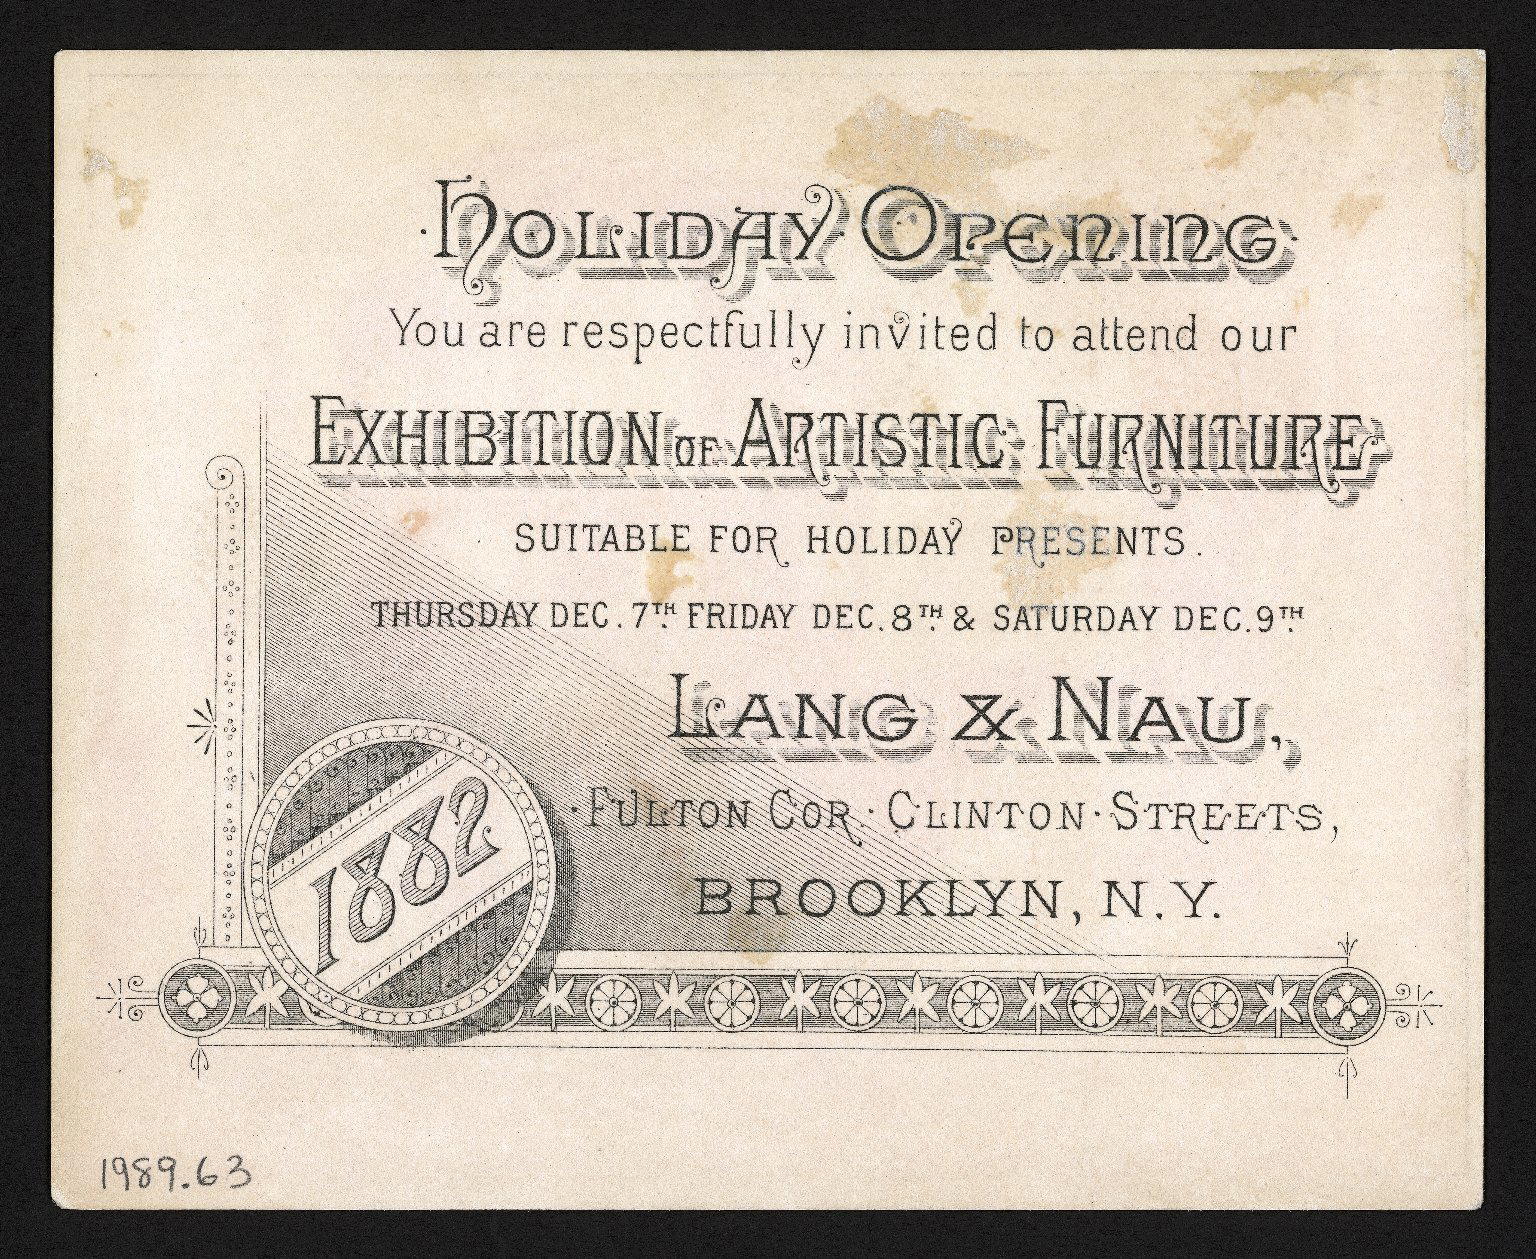 ·HOLIDAY OPENING·
You are respectfully invited to attend our
EXHIBITION OF ARTISTIC FURNITURE
SUITABLE FOR HOLIDAY PRESENTS.
THURSDAY DEC. 7TH. FRIDAY DEC. 8TH. & SATURDAY DEC. 9TH.
LANG & NAU,
·FULTON COR. CLINTON·STREETS,
BROOKLYN, N.Y.
1882
1989.63